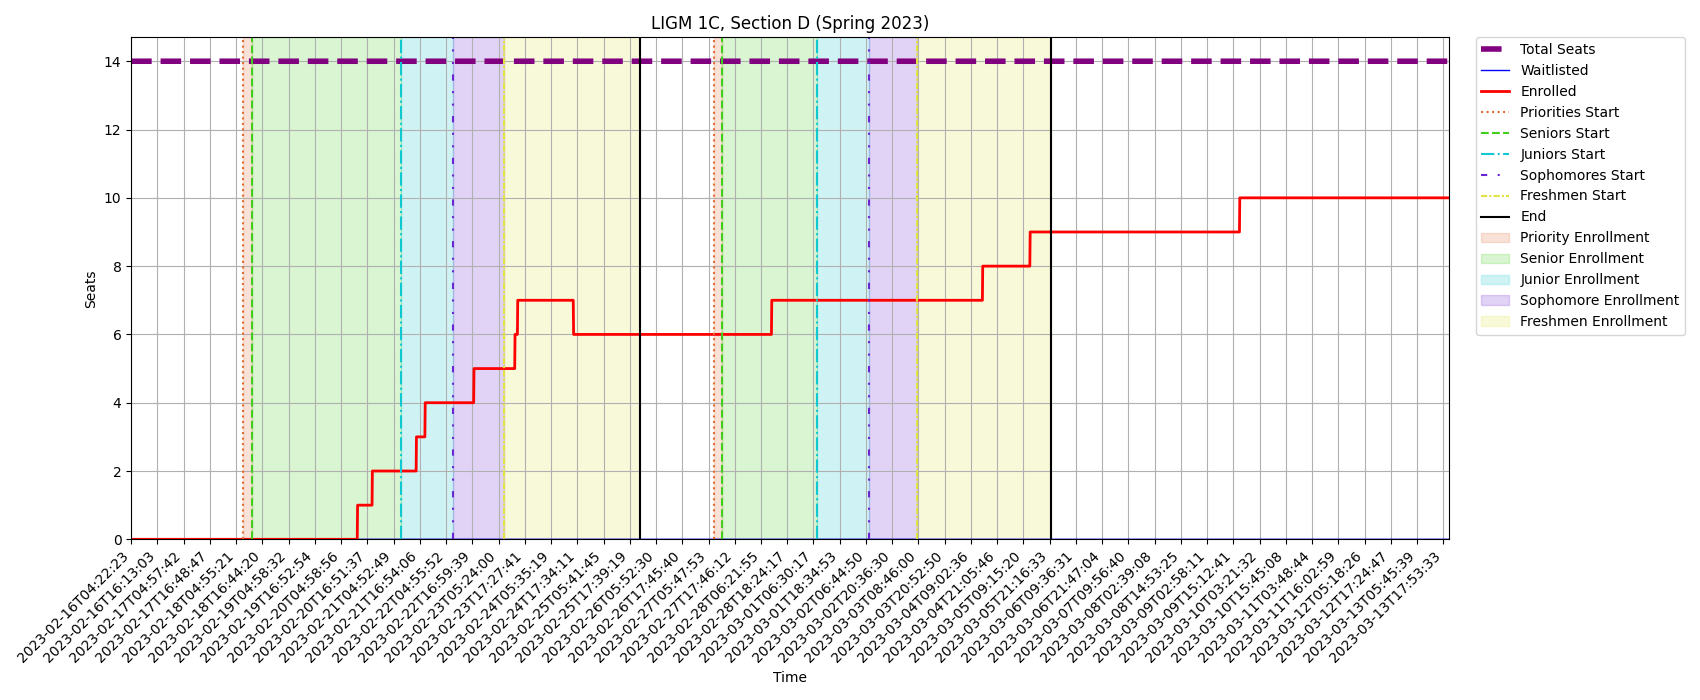 LIGM 1C, Section D (Spring 2023)
Total Seats
Waitlisted
Enrolled
Priorities Start
Seniors Start
Juniors Start
Sophomores Start
Freshmen Start
End
Priority Enrollment
Senior Enrollment
Junior Enrollment
Sophomore Enrollment
Freshmen Enrollment
Seats
14
12
10
8
6
4
2
0
2023-02-16T04:22:23
2023-02-16T16:13:03
2023-02-17T04:57:42
2023-02-17T16:48:47
2023-02-18T04:55:21
2023-02-18T16:44:20
2023-02-19T04:58:32
2023-02-19T16:52:54
2023-02-20T04:58:56
2023-02-20T16:51:37
2023-02-21T04:52:49
2023-02-21T16:54:06
2023-02-22T04:55:52
2023-02-22T16:59:39
2023-02-23T05:24:00
2023-02-23T17:27:41
2023-02-24T05:35:19
2023-02-24T17:34:11
2023-02-25T05:41:45
2023-02-25T17:39:19
2023-02-26T05:52:30
2023-02-26T17:45:40
2023-02-27T05:47:53
2023-02-27T17:46:12
2023-02-28T06:21:55
2023-02-28T18:24:17
2023-03-01T06:30:17
2023-03-01T18:34:53
2023-03-02T06:44:50
2023-03-02T20:36:30
2023-03-03T08:46:00
2023-03-03T20:52:50
2023-03-04T09:02:36
2023-03-04T21:05:46
2023-03-05T09:15:20
2023-03-05T21:16:33
2023-03-06T09:36:31
2023-03-06T21:47:04
2023-03-07T09:56:40
2023-03-08T02:39:08
2023-03-08T14:53:25
2023-03-09T02:58:11
2023-03-09T15:12:41
2023-03-10T03:21:32
2023-03-10T15:45:08
2023-03-11T03:48:44
2023-03-11T16:02:59
2023-03-12T05:18:26
2023-03-12T17:24:47
2023-03-13T05:45:39
2023-03-13T17:53:33
Time